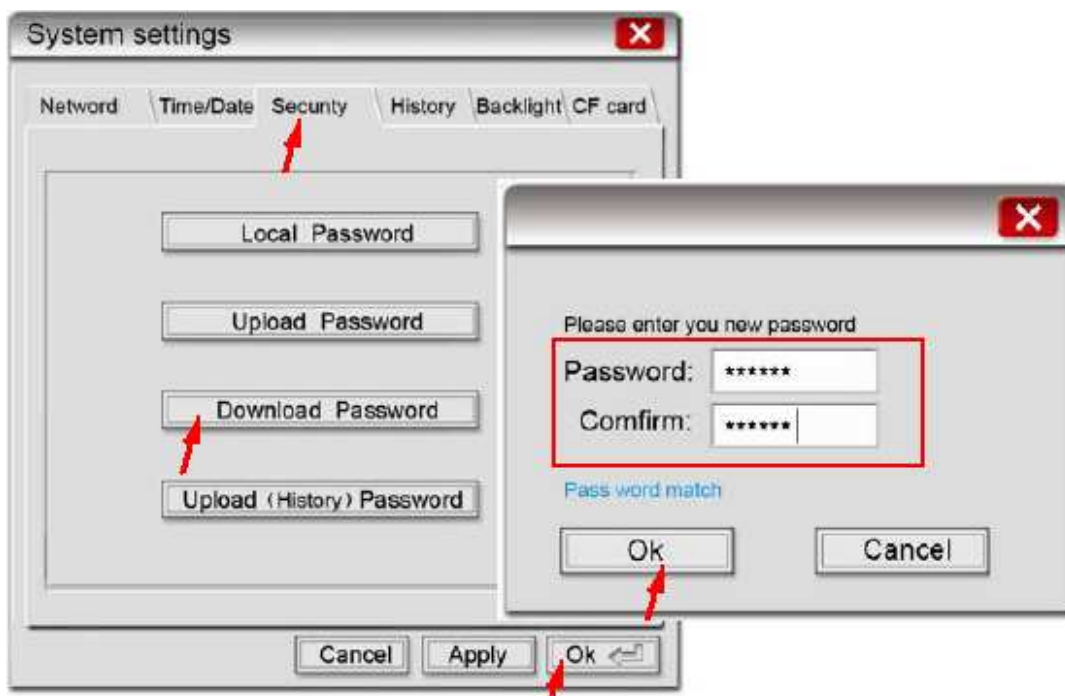 System settings
Netword Time/Date Securıty History Backlight CF card
Local Password
Upload Password
Download Password
Upload (History) Password
Cancel Apply Ok
Please enter you new password
Password: ******
Comfirm: ******
Pass word match
Ok Cancel